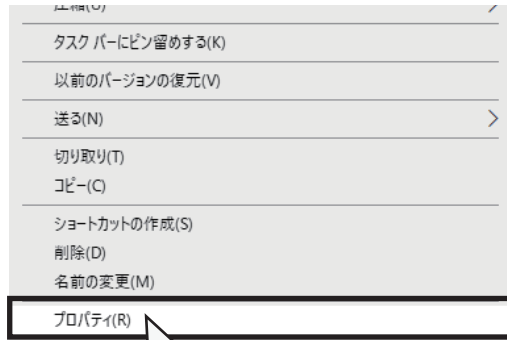 タスク バーにピン留めする(K)
以前のバージョンの復元(V)
送る(N)
切り取り(T)
コピー(C)
ショートカットの作成(S)
削除(D)
名前の変更(M)
プロパティ(R)